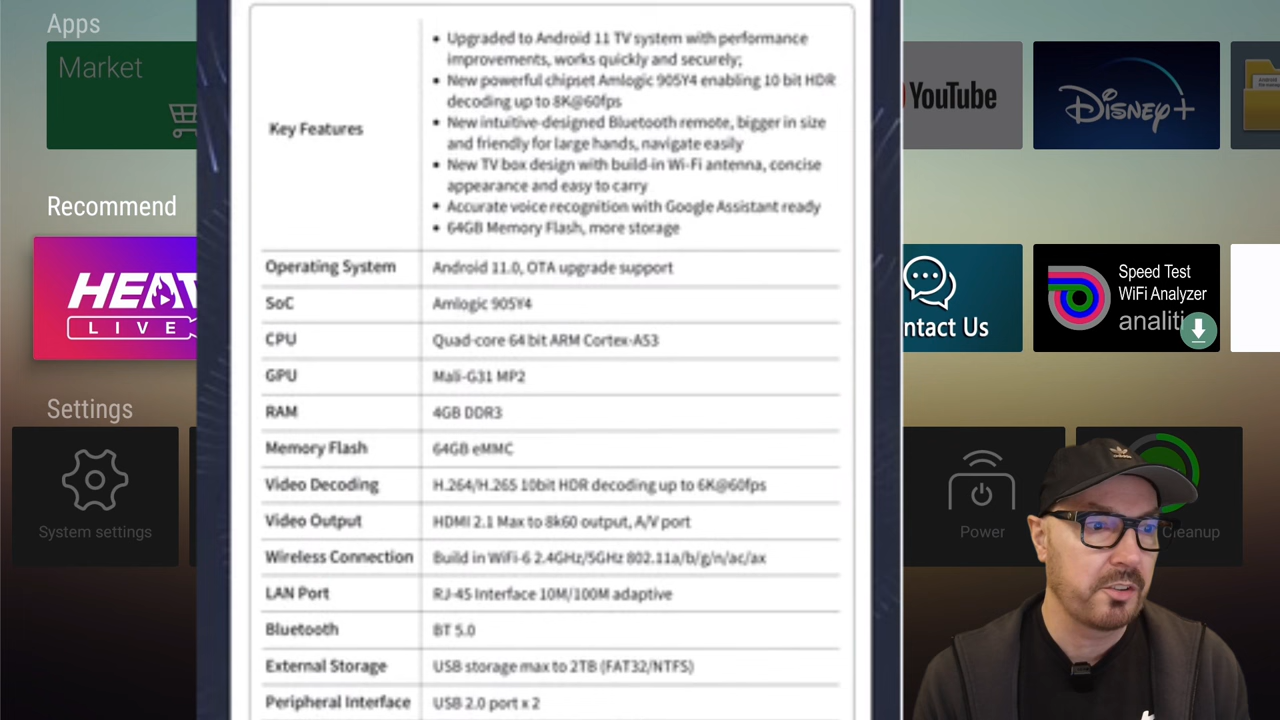 Apps
Market
YouTube
Disney+
Recommend
HEAT
LIVE
ntact Us
Speed Test
WiFi Analyzer
analiti
Settings
System settings
Power
Cleanup
Key Features
• Upgraded to Android 11 TV system with performance
improvements, works quickly and securely;
• New powerful chipset Amlogic 905Y4 enabling 10 bit HDR
decoding up to 8K@60fps
• New intuitive-designed Bluetooth remote, bigger in size
and friendly for large hands, navigate easily
• New TV box design with build-in Wi-Fi antenna, concise
appearance and easy to carry
• Accurate voice recognition with Google Assistant ready
• 64GB Memory Flash, more storage
Operating System Android 11.0, OTA upgrade support
SoC Amlogic 905Y4
CPU Quad-core 64 bit ARM Cortex-A53
GPU Mali-G31 MP2
RAM 4GB DDR3
Memory Flash 64GB eMMC
Video Decoding H.264/H.265 10bit HDR decoding up to 6K@60fps
Video Output HDMI 2.1 Max to 8k60 output, A/V port
Wireless Connection Build in WiFi-6 2.4GHz/5GHz 802.11a/b/g/n/ac/ax
LAN Port RJ-45 Interface 10M/100M adaptive
Bluetooth BT 5.0
External Storage USB storage max to 2TB (FAT32/NTFS)
Peripheral Interface USB 2.0 port x 2